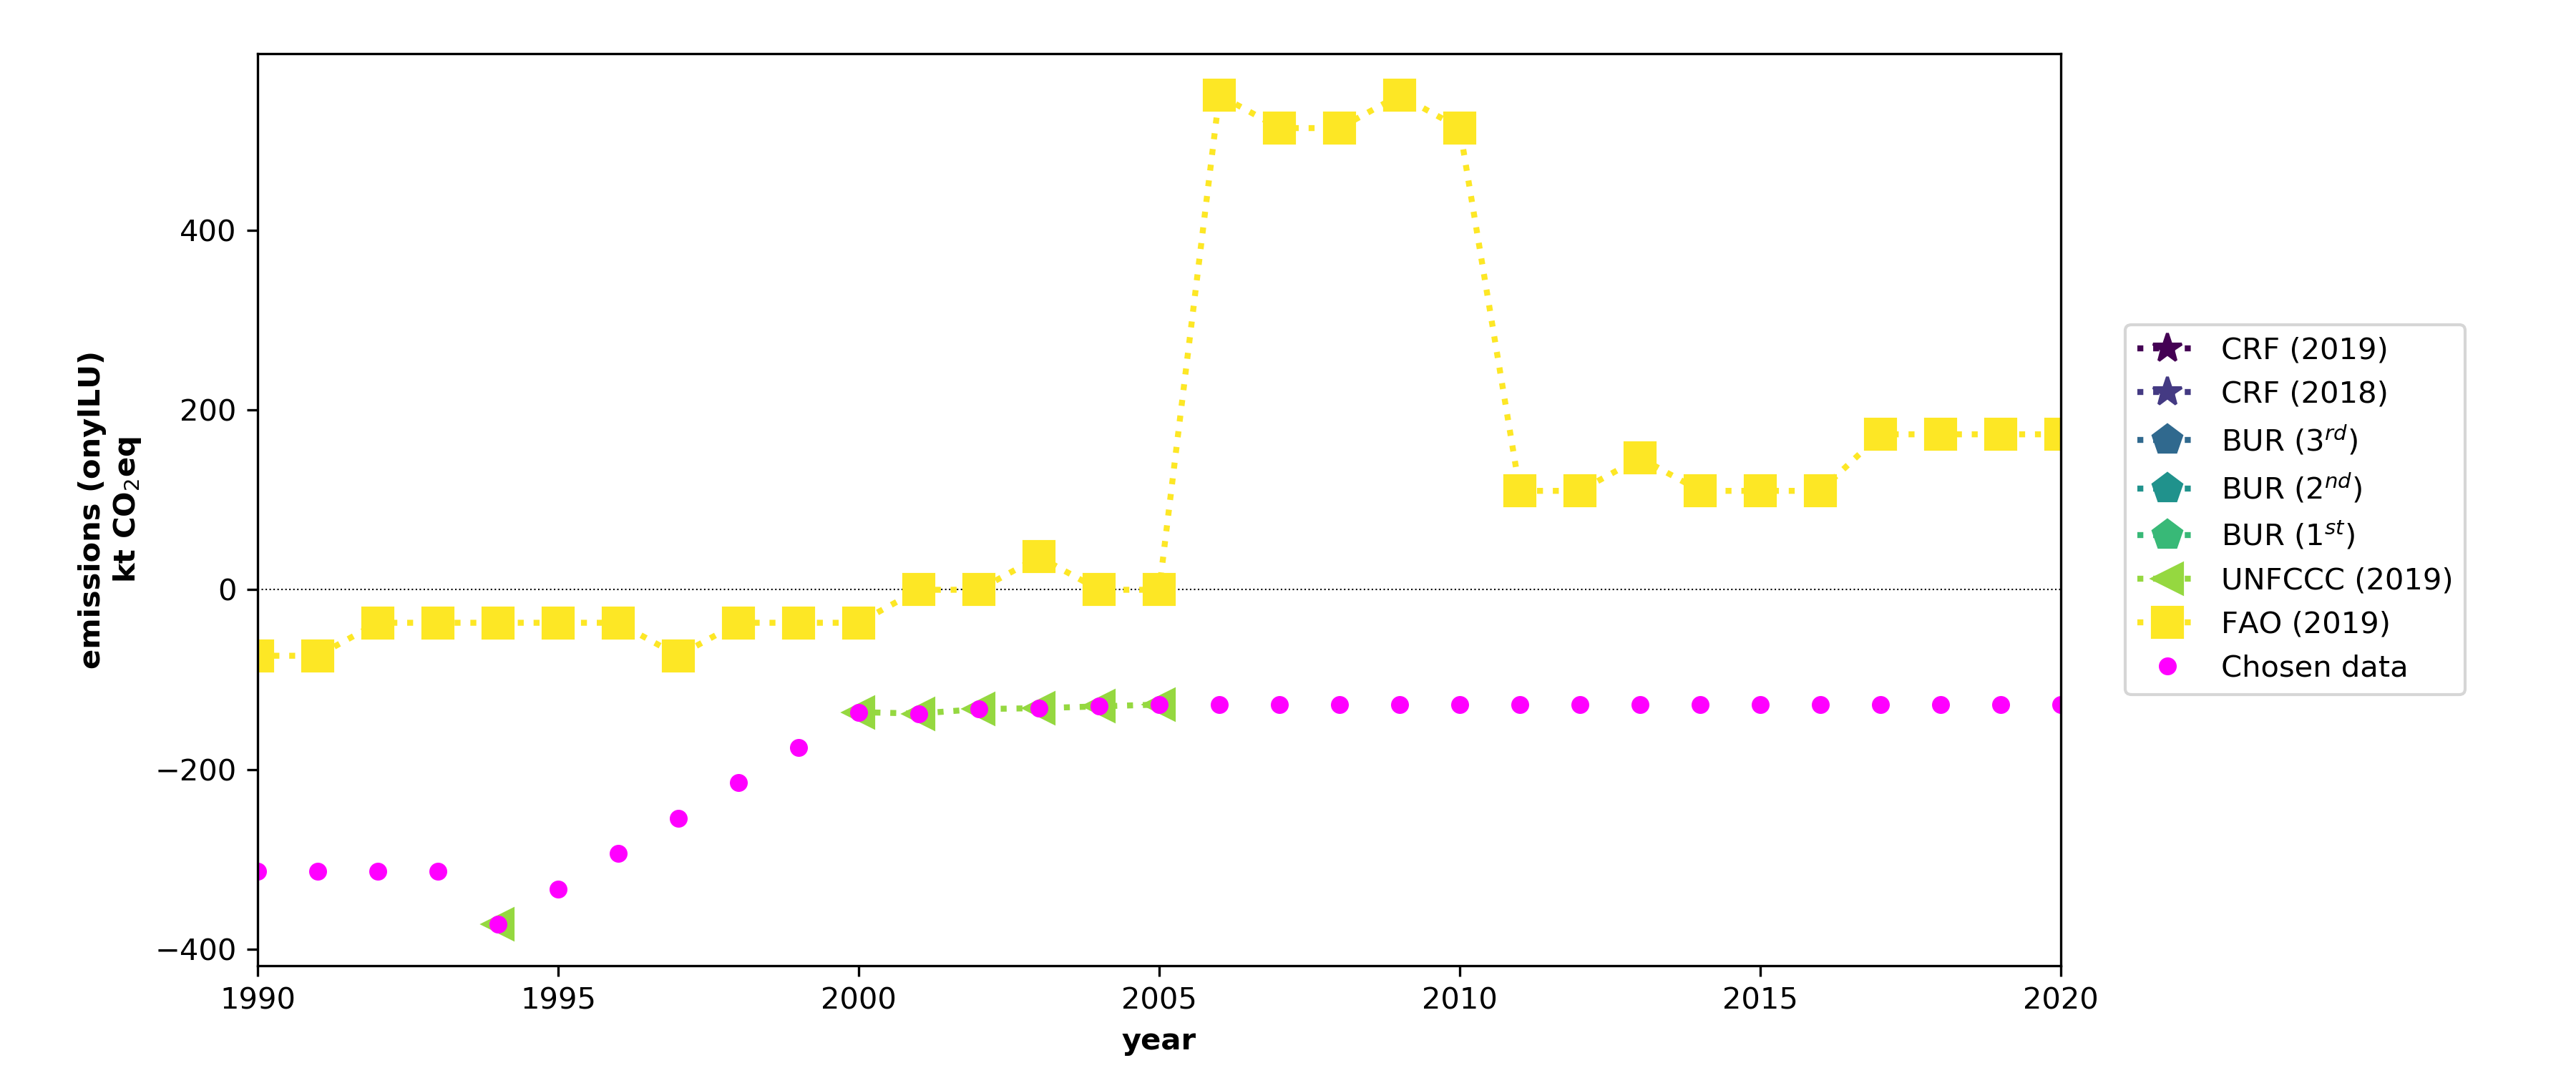 emissions (onylLU)
kt CO₂eq
400
200
0
−200
−400
1990 1995 2000 2005 2010 2015 2020
year
CRF (2019)
CRF (2018)
BUR (3ʳᵈ)
BUR (2ⁿᵈ)
BUR (1ˢᵗ)
UNFCCC (2019)
FAO (2019)
Chosen data